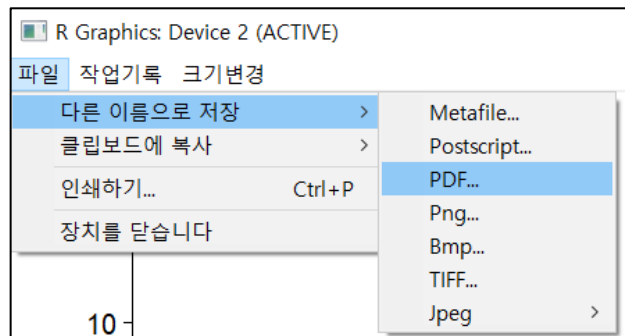 R Graphics: Device 2 (ACTIVE)
파일 작업기록 크기변경
다른 이름으로 저장 >
클립보드에 복사 >
인쇄하기... Ctrl+P
장치를 닫습니다
Metafile...
Postscript...
PDF...
Png...
Bmp...
TIFF...
Jpeg >
10